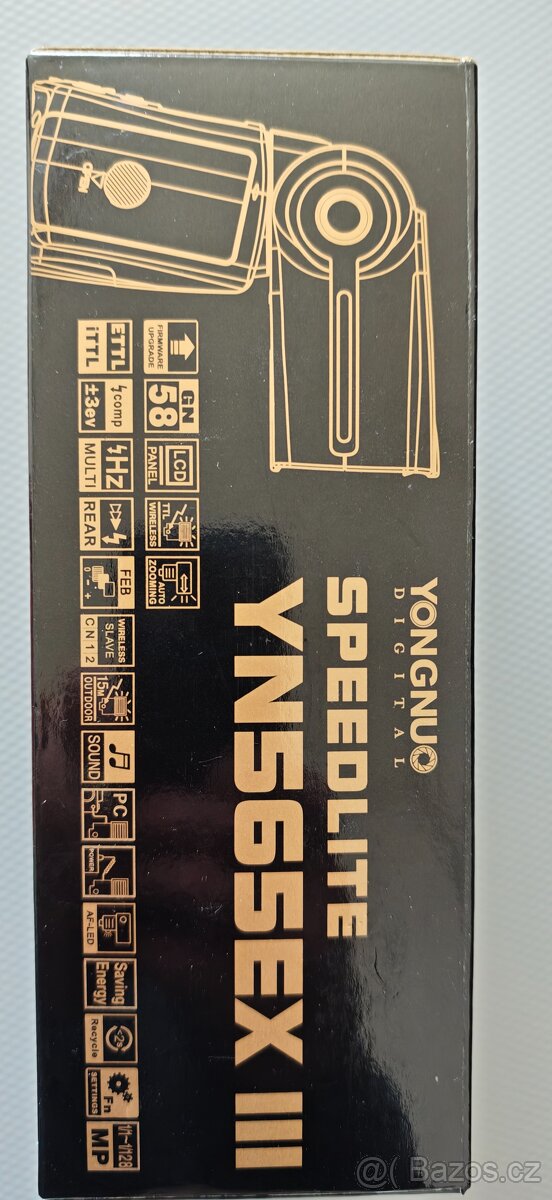 YONGNUO
DIGITAL
SPEEDLITE
YN565EX III
FIRMWARE
UPGRADE
GN
58
LCD
PANEL
TTL
WIRELESS
AUTO
ZOOMING
ETTL
iTTL
comp
±3ev
Hz
MULTI
REAR
FEB
- 0 +
WIRELESS
SLAVE
C N 1 2
15M
OUTDOOR
SOUND
PC
POWER
AF-LED
Saving
Energy
<2s
Recycle
Fn
SETTINGS
1/1~1/128
MP
@ Bazos.cz